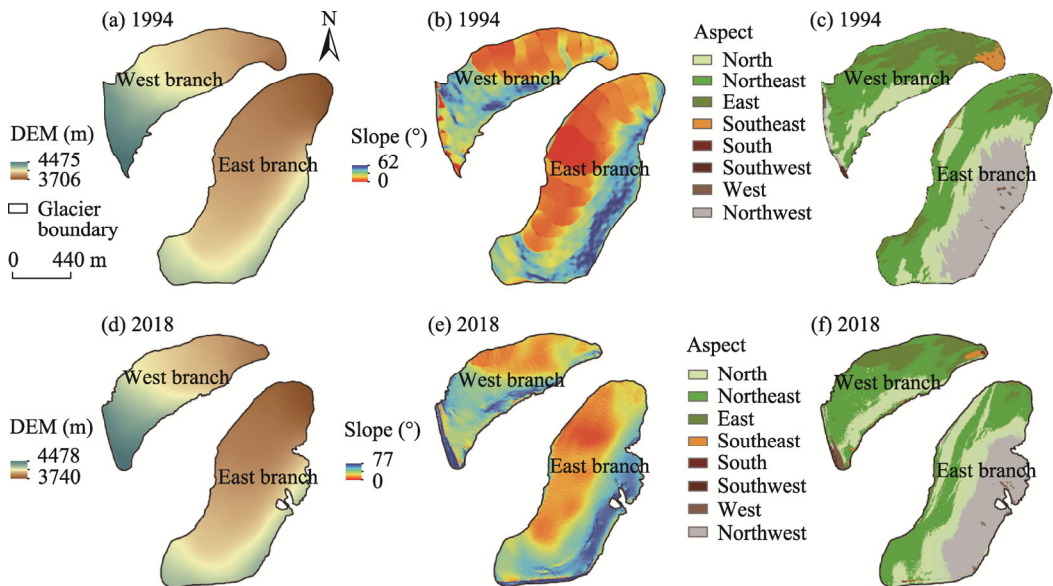 (a) 1994
N
West branch
East branch
DEM (m)
4475
3706
Glacier
boundary
0 440 m
(b) 1994
West branch
East branch
Slope (°)
62
0
(c) 1994
Aspect
North
Northeast
East
Southeast
South
Southwest
West
Northwest
West branch
East branch
(d) 2018
West branch
East branch
DEM (m)
4478
3740
(e) 2018
West branch
East branch
Slope (°)
77
0
(f) 2018
Aspect
North
Northeast
East
Southeast
South
Southwest
West
Northwest
West branch
East branch